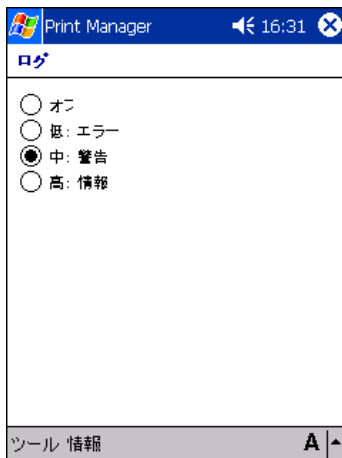 Print Manager 16:31
ログ
オフ
低: エラー
中: 警告
高: 情報
ツール 情報 A